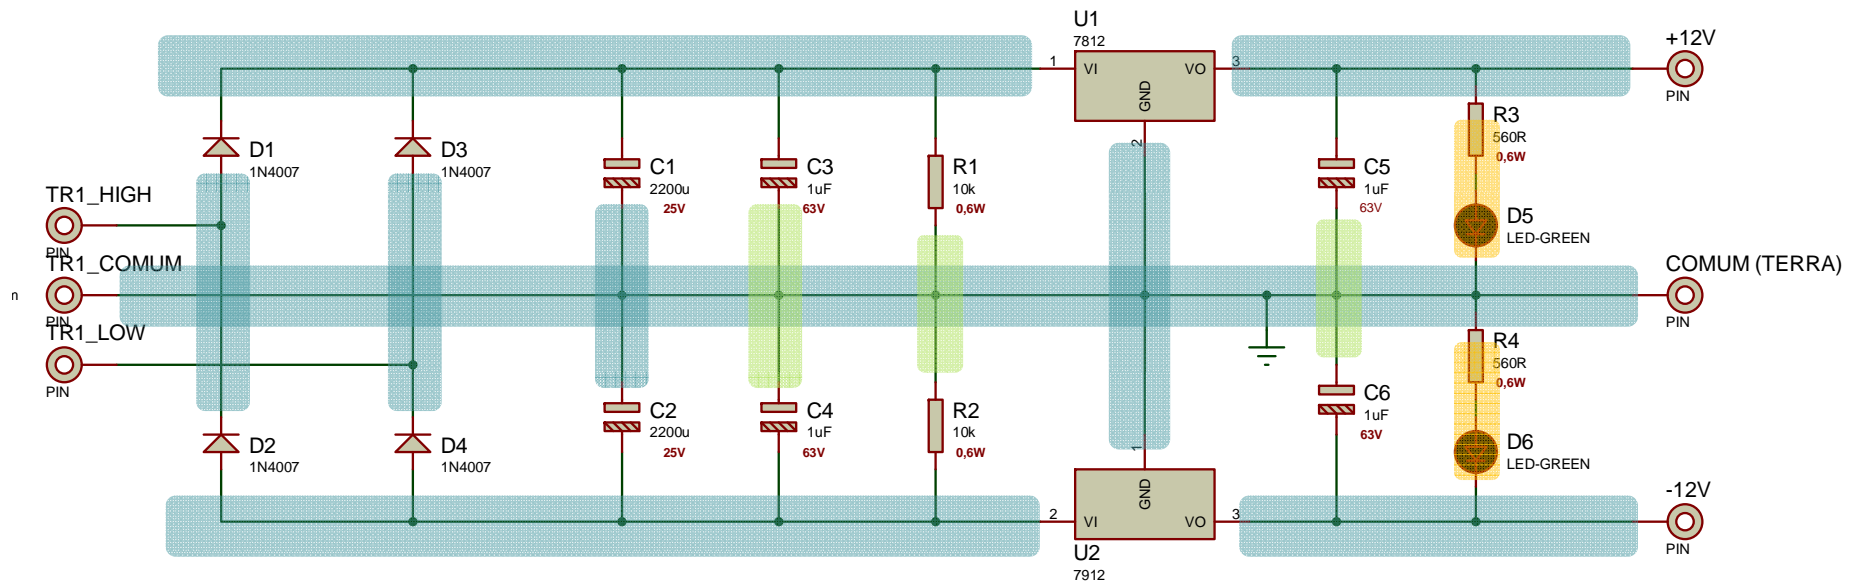 U1
7812
1
VI
VO
3
GND
2
+12V
PIN
D1
1N4007
D3
1N4007
C1
2200u
25V
C3
1uF
63V
R1
10k
0,6W
C5
1uF
63V
R3
560R
0,6W
D5
LED-GREEN
TR1_HIGH
PIN
TR1_COMUM
n
PIN
TR1_LOW
PIN
COMUM (TERRA)
PIN
D2
1N4007
D4
1N4007
C2
2200u
25V
C4
1uF
63V
R2
10k
0,6W
C6
1uF
63V
R4
560R
0,6W
D6
LED-GREEN
1
GND
2
VI
VO
3
U2
7912
-12V
PIN